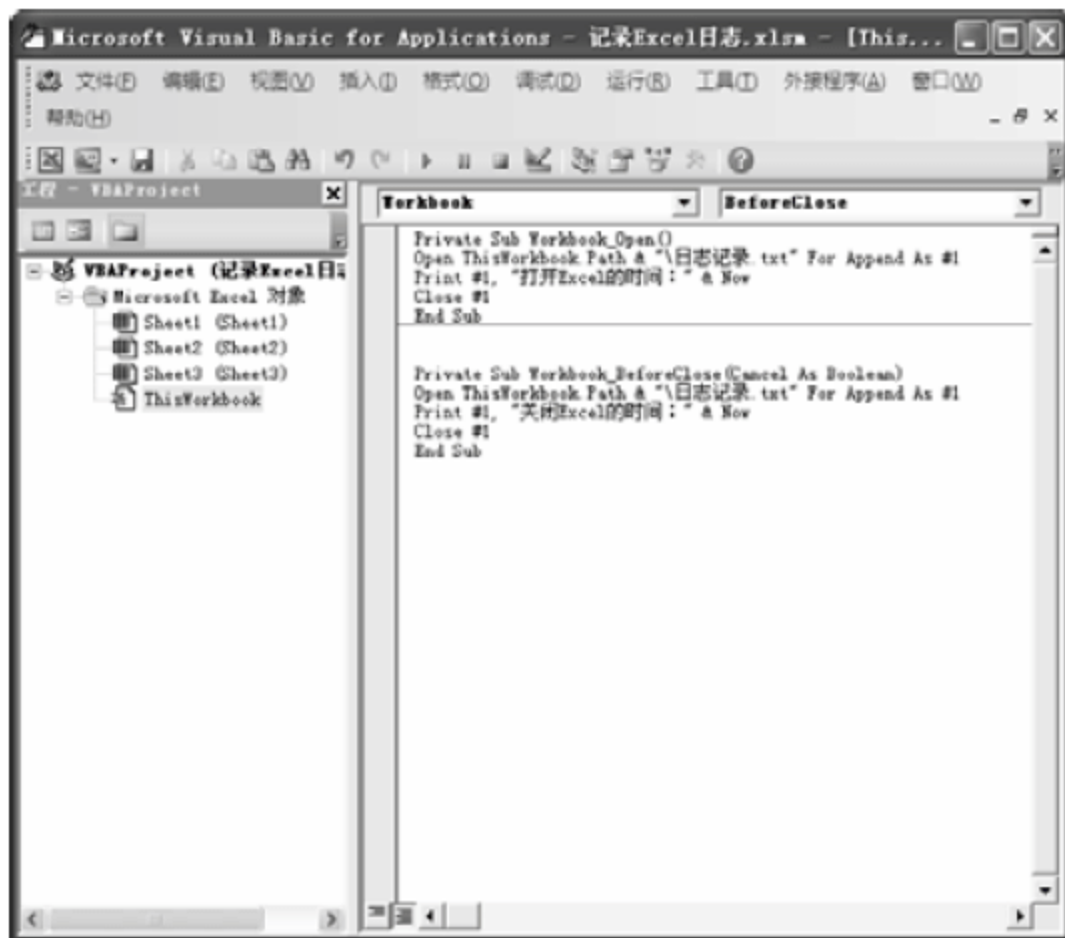 Microsoft Visual Basic for Applications - 记录Excel日志.xlsm - [This...
文件(F) 编辑(E) 视图(V) 插入(I) 格式(O) 调试(D) 运行(R) 工具(T) 外接程序(A) 窗口(W)
帮助(H)
工程 - VBAProject
Workbook
BeforeClose
VBAProject (记录Excel日志
Microsoft Excel 对象
Sheet1 (Sheet1)
Sheet2 (Sheet2)
Sheet3 (Sheet3)
ThisWorkbook
Private Sub Workbook_Open()
Open ThisWorkbook.Path & "\日志记录.txt" For Append As #1
Print #1, "打开Excel的时间：" & Now
Close #1
End Sub
Private Sub Workbook_BeforeClose(Cancel As Boolean)
Open ThisWorkbook.Path & "\日志记录.txt" For Append As #1
Print #1, "关闭Excel的时间：" & Now
Close #1
End Sub